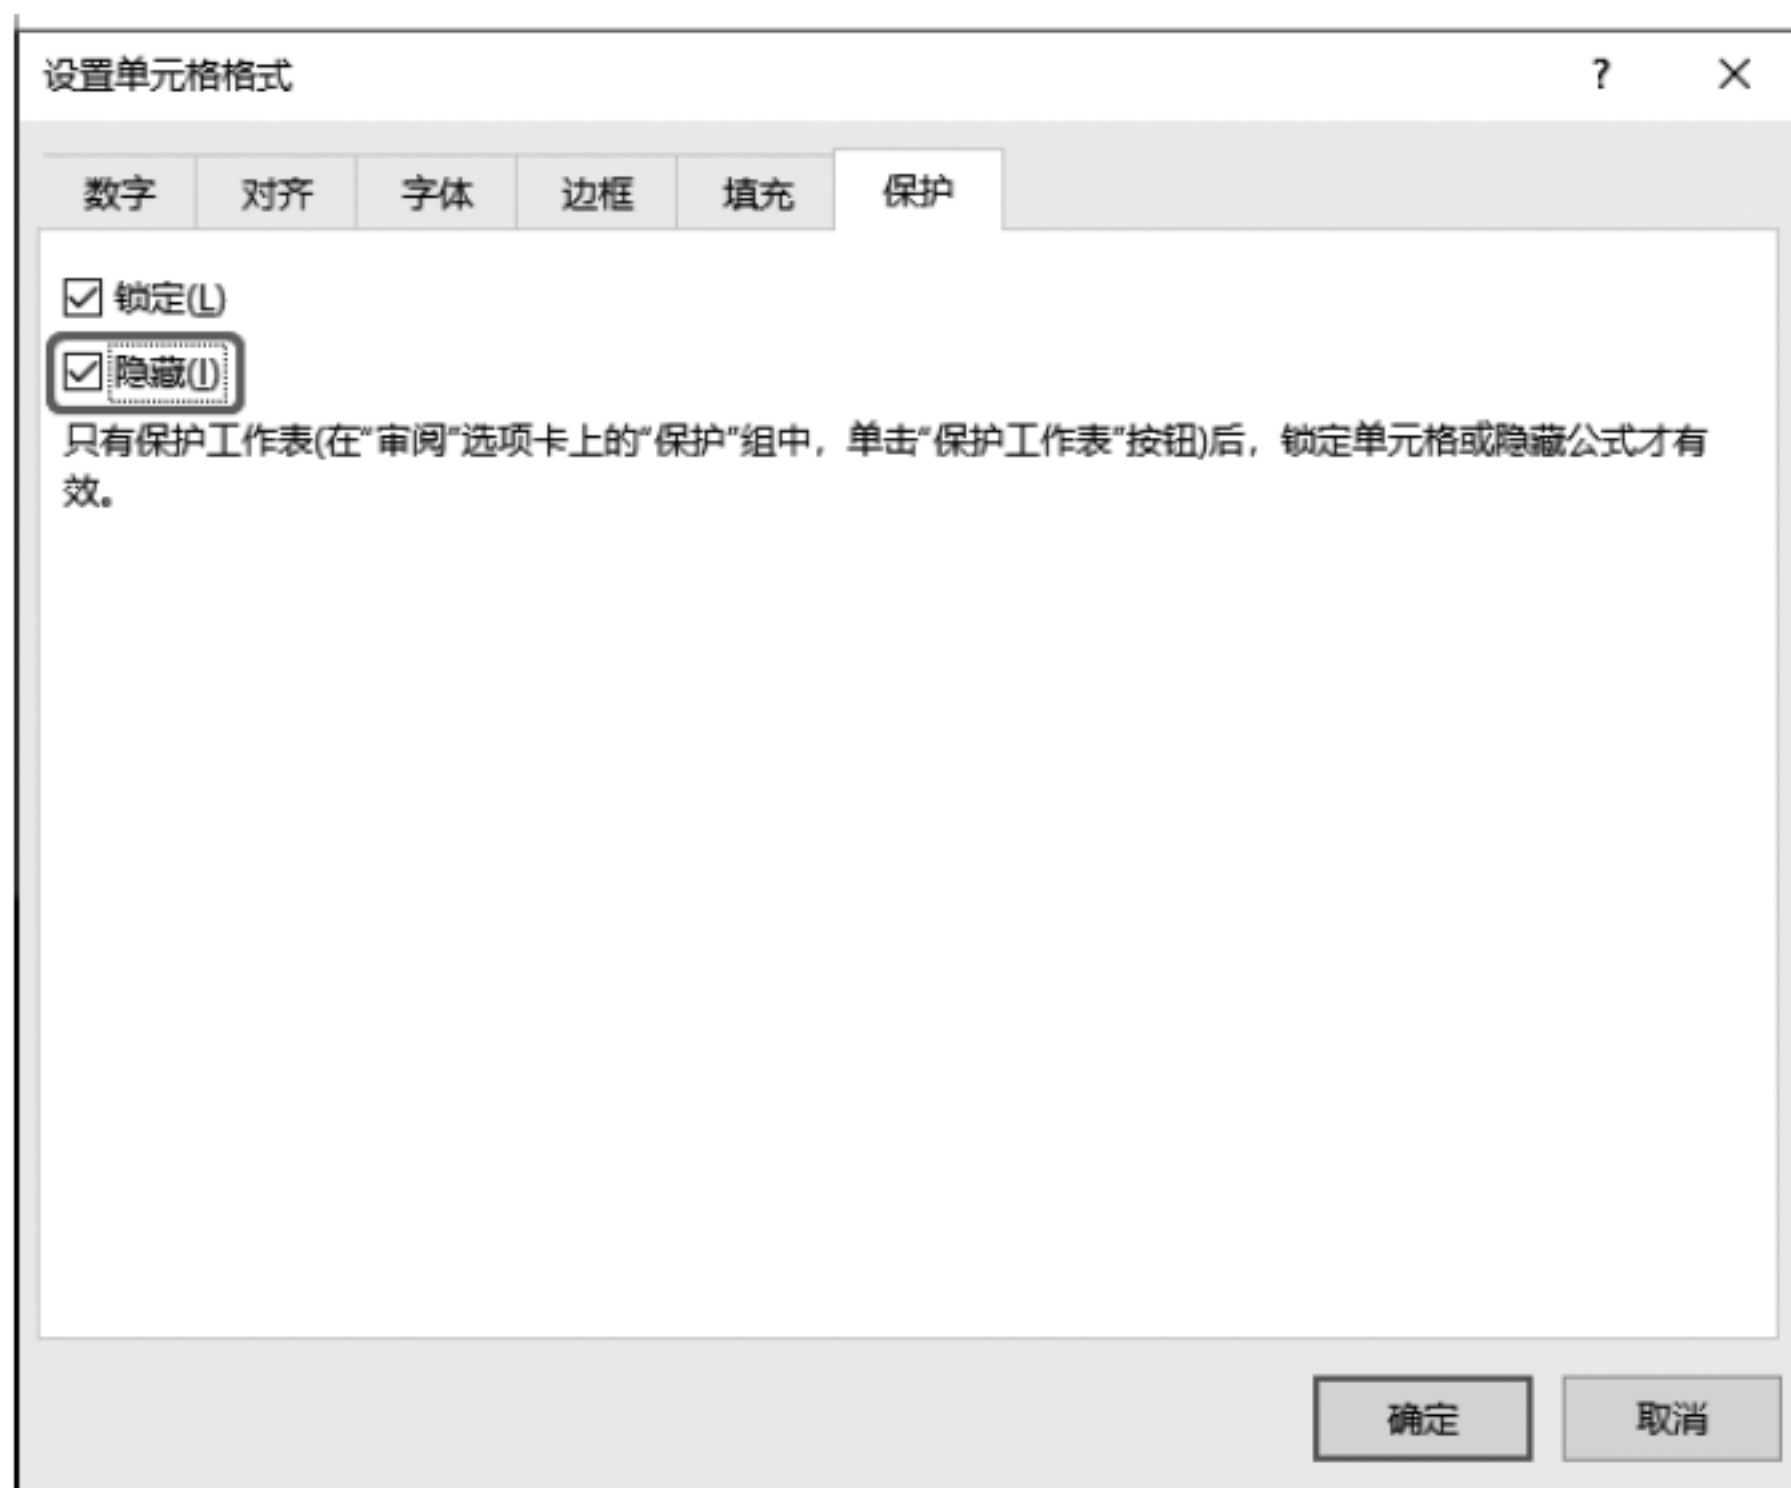 设置单元格格式 ? ×
数字 对齐 字体 边框 填充 保护
锁定(L)
隐藏(I)
只有保护工作表(在“审阅”选项卡上的“保护”组中，单击“保护工作表”按钮)后，锁定单元格或隐藏公式才有
效。
确定 取消